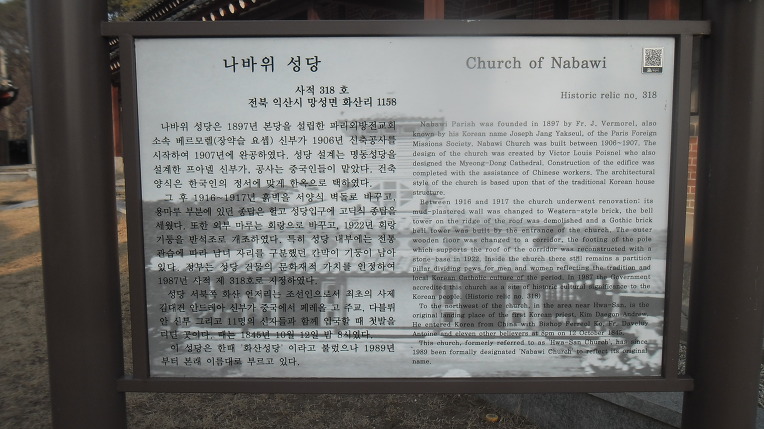 나바위 성당
사적 318 호
전북 익산시 망성면 화산리 1158
나바위 성당은 1897년 본당을 설립한 파리외방전교회
소속 베르모렐(장약슬 요셉) 신부가 1906년 신축공사를
시작하여 1907년에 완공하였다. 성당 설계는 명동성당을
설계한 프아넬 신부가, 공사는 중국인들이 맡았다. 건축
양식은 한국인의 정서에 맞게 한옥으로 택하였다.
그 후 1916~1917년 흙벽을 서양식 벽돌로 바꾸고,
용마루 부분에 있던 종탑은 헐고 성당입구에 고딕식 종탑을
세웠다. 또한 외부 마루는 회랑으로 바꾸고, 1922년 회랑
기둥을 반석조로 개조하였다. 특히 성당 내부에는 전통
관습에 따라 남녀 자리를 구분했던 칸막이 기둥이 남아
있다. 정부는 성당 건물의 문화재적 가치를 인정하여
1987년 사적 제 318호로 지정하였다.
성당 서북쪽 화산 언저리는 조선인으로서 최초의 사제
김대건 안드레아 신부가 중국에서 페레올 고 주교, 다블뤼
안 신부 그리고 11명의 신자들과 함께 입국할 때 첫발을
디딘 곳이다. 때는 1845년 10월 12일 밤 8시였다.
이 성당은 한때 '화산성당' 이라고 불렀으나 1989년
부터 본래 이름대로 부르고 있다.
Church of Nabawi
Historic relic no. 318
Nabawi Parish was founded in 1897 by Fr. J. Vermorel, also
known by his Korean name Joseph Jang Yakseul, of the Paris Foreign
Missions Society. Nabawi Church was built between 1906-1907. The
design of the church was created by Victor Louis Poisnel who also
designed the Myeong-Dong Cathedral. Construction of the edifice was
completed with the assistance of Chinese workers. The architectural
style of the church is based upon that of the traditional Korean house
structure.
Between 1916 and 1917 the church underwent renovation: its
mud-plastered wall was changed to Western-style brick, the bell
tower on the ridge of the roof was demolished and a Gothic brick
bell tower was built by the entrance of the church. The outer
wooden floor was changed to a corridor, the footing of the pole
which supports the roof of the corridor was reconstructed with a
stone-base in 1922. Inside the church there still remains a partition
pillar dividing pews for men and women reflecting the tradition and
local Korean Catholic culture of the period. In 1987 the Government
accredited this church as a place of historic cultural significance to the
Korean people. (Historic relic no. 318)
To the northwest of the church, in the area near Hwa-San, is the
original landing place of the first Korean priest, Kim Daegon Andrew.
He entered Korea from China with Bishop Ferreol Ko, Fr. Daveluy
Antoine and eleven other believers at 8pm on 12 October 1845.
This church, formerly referred to as 'Hwa-San Church', has since
1989 been formally designated 'Nabawi Church' to reflect its original
name.